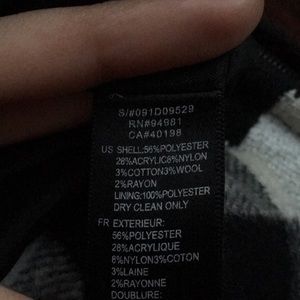 S/#091D09529
RN#94981
CA#40198
US SHELL:56%POLYESTER
28%ACRYLIC8%NYLON
3%COTTON3%WOOL
2%RAYON
LINING:100%POLYESTER
DRY CLEAN ONLY
FR EXTERIEUR:
56%POLYESTER
28%ACRYLIQUE
8%NYLON3%COTON
3%LAINE
2%RAYONNE
DOUBLURE: